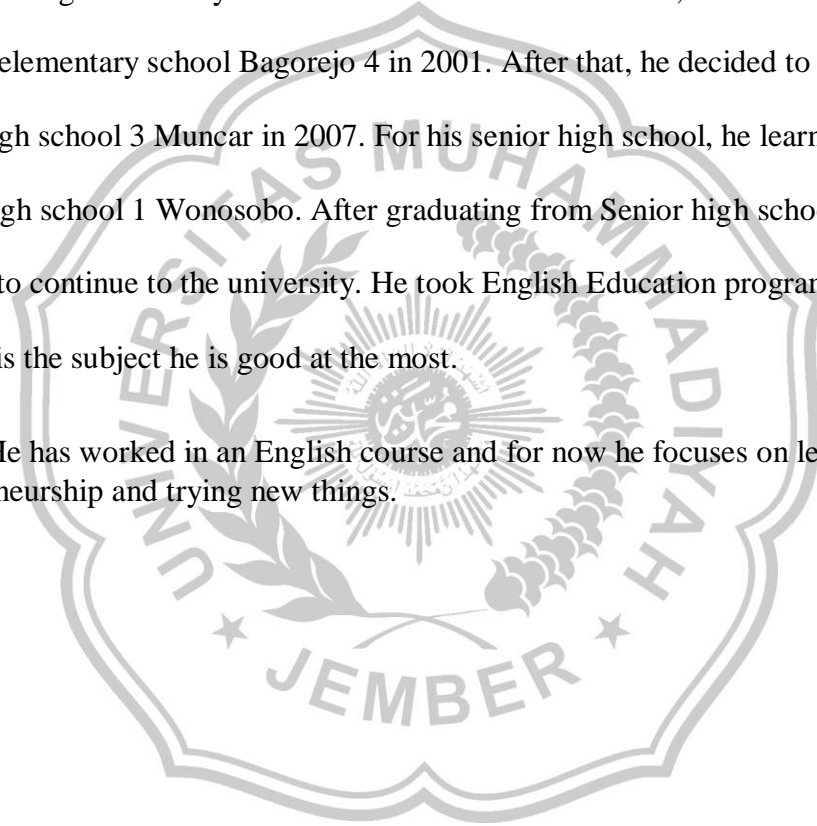 elementary school Bagorejo 4 in 2001. After that, he decided to
gh school 3 Muncar in 2007. For his senior high school, he learn
gh school 1 Wonosobo. After graduating from Senior high schoo
to continue to the university. He took English Education program
is the subject he is good at the most.
He has worked in an English course and for now he focuses on le
neurship and trying new things.
UNIVERSITAS MUHAMMADIYAH
JEMBER